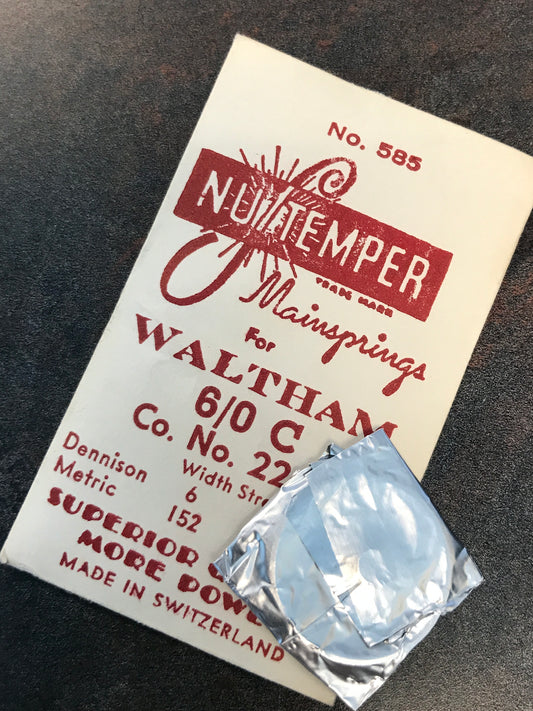 No. 585
NU-TEMPER
TRADE MARK
Mainsprings
For
WALTHAM
6/0 C
Co. No. 22
Dennison Width
6
Metric 152
SUPERIOR
MORE
MADE IN SWITZERLAND